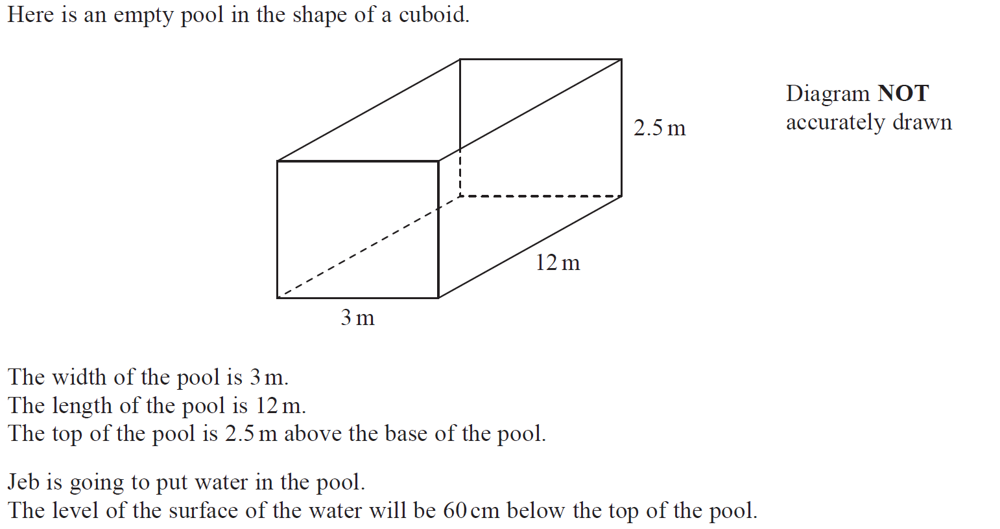 Here is an empty pool in the shape of a cuboid.
Diagram NOT
accurately drawn
2.5 m
12 m
3 m
The width of the pool is 3 m.
The length of the pool is 12 m.
The top of the pool is 2.5 m above the base of the pool.
Jeb is going to put water in the pool.
The level of the surface of the water will be 60 cm below the top of the pool.